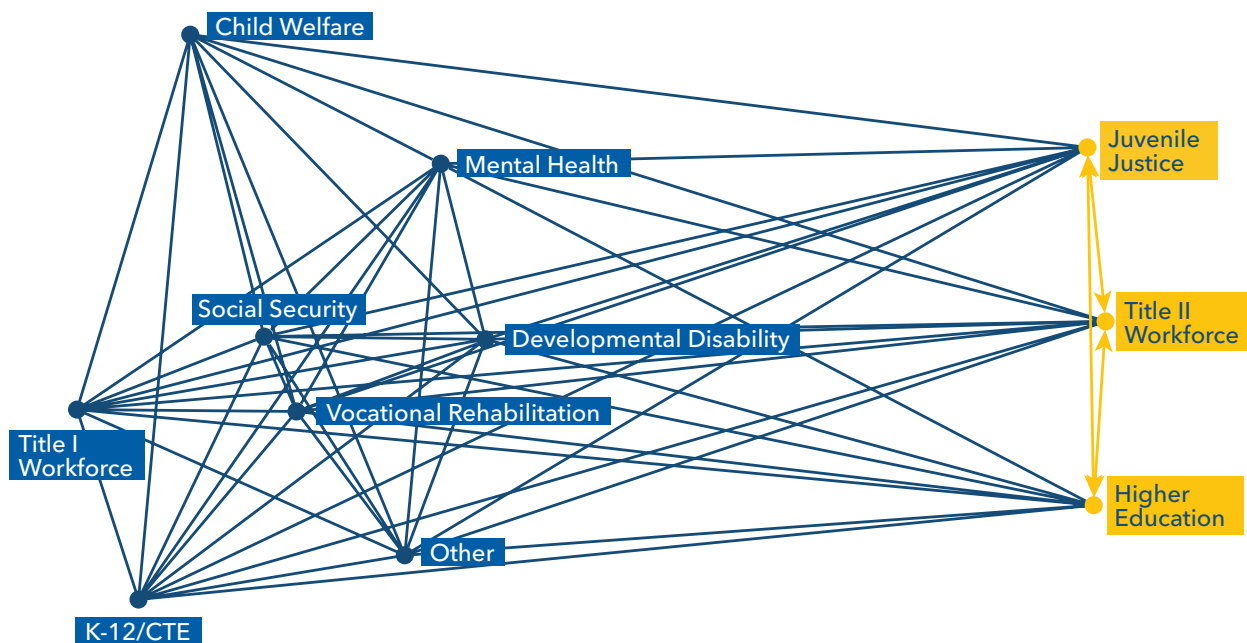 Child Welfare
Juvenile
Justice
Mental Health
Social Security
Title II
Workforce
Developmental Disability
Vocational Rehabilitation
Title I
Workforce
Higher
Education
Other
K-12/CTE